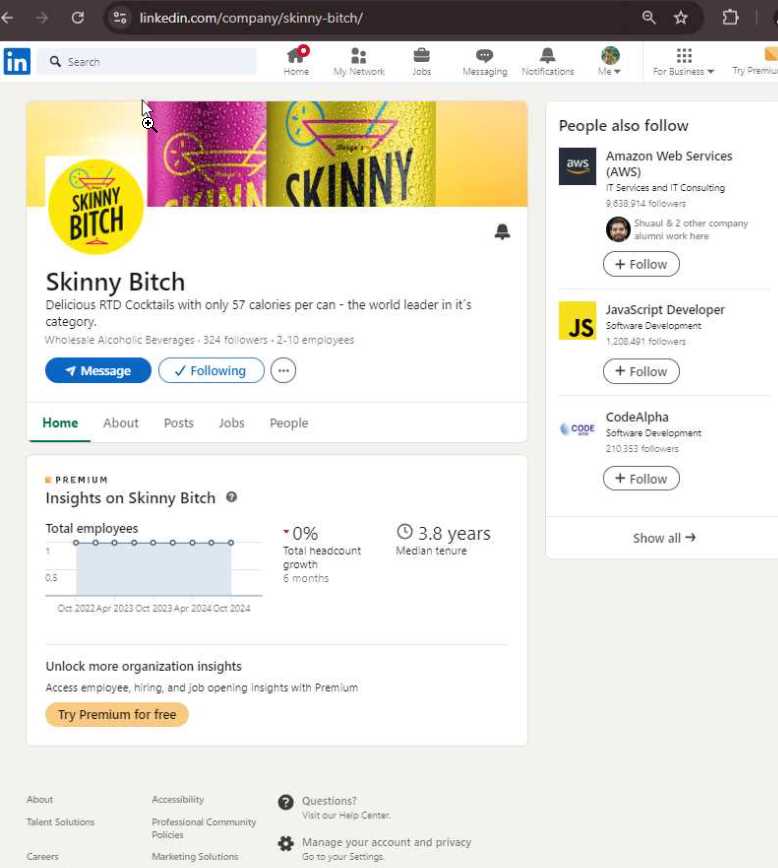 linkedin.com/company/skinny-bitch/
in
Search
Home
My Network
Jobs
Messaging
Notifications
Me
For Business
Try Premiu
SKINNY
SKINNY
SKINNY
BITCH
Skinny Bitch
Delicious RTD Cocktails with only 57 calories per can - the world leader in it´s
category.
Wholesale Alcoholic Beverages · 324 followers · 2-10 employees
Message
Following
Home
About
Posts
Jobs
People
PREMIUM
Insights on Skinny Bitch
Total employees
1
0.5
Oct 2022 Apr 2023 Oct 2023 Apr 2024 Oct 2024
0%
Total headcount
growth
6 months
3.8 years
Median tenure
Unlock more organization insights
Access employee, hiring, and job opening insights with Premium
Try Premium for free
People also follow
aws
Amazon Web Services
(AWS)
IT Services and IT Consulting
9,638,914 followers
Shuaul & 2 other company
alumni work here
+ Follow
JS
JavaScript Developer
Software Development
1,208,491 followers
+ Follow
CODE
CodeAlpha
Software Development
210,353 followers
+ Follow
Show all →
About
Accessibility
Questions?
Visit our Help Center.
Talent Solutions
Professional Community
Policies
Manage your account and privacy
Go to your Settings.
Careers
Marketing Solutions